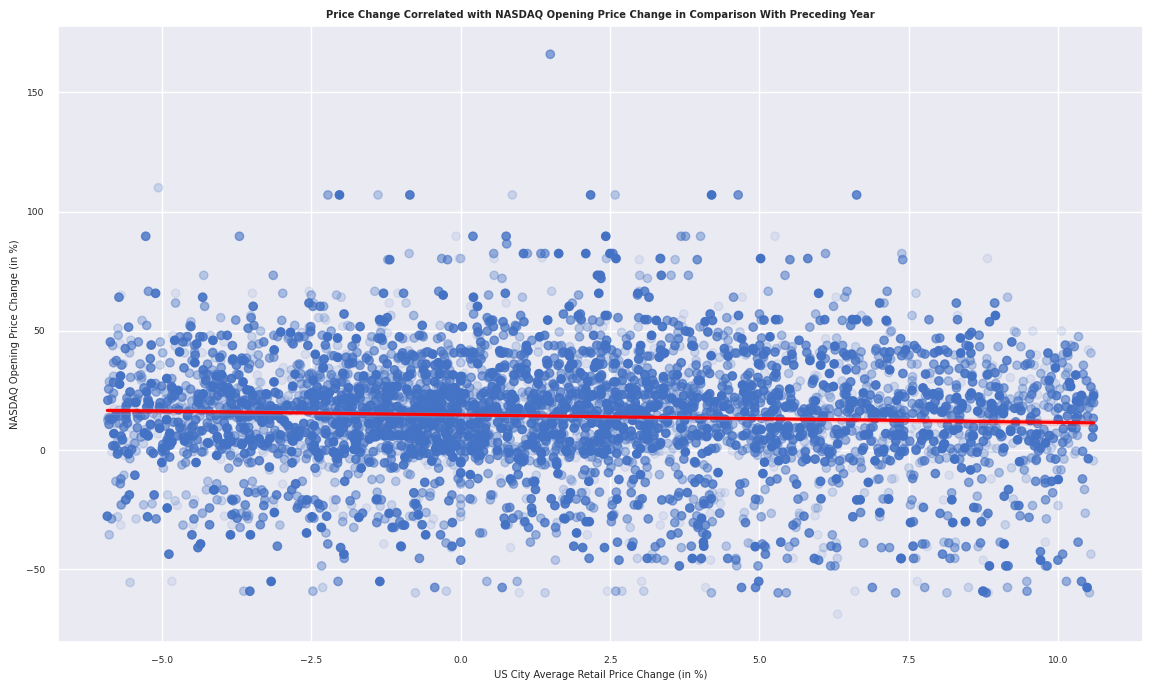 Price Change Correlated with NASDAQ Opening Price Change in Comparison With Preceding Year
NASDAQ Opening Price Change (in %)
150
100
50
0
−50
−5.0 −2.5 0.0 2.5 5.0 7.5 10.0
US City Average Retail Price Change (in %)